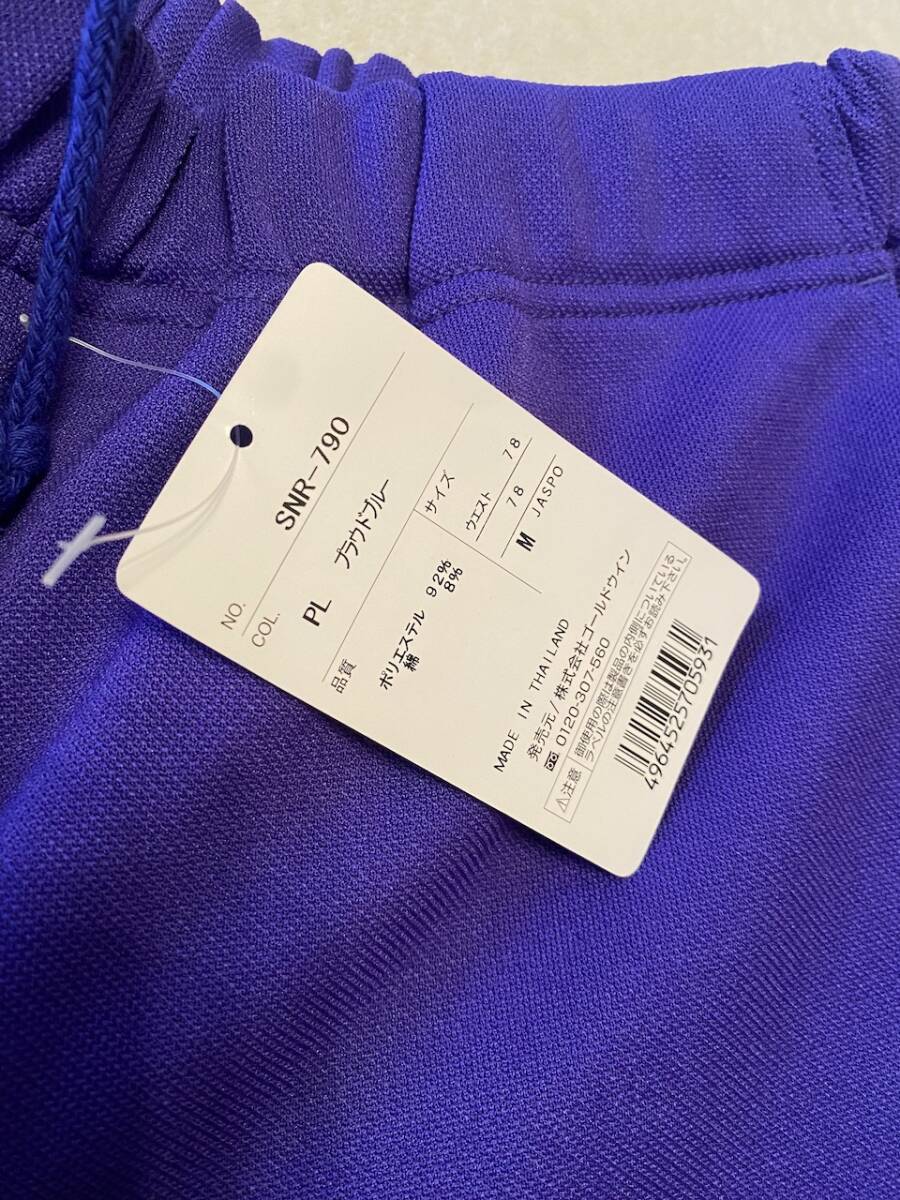 NO. SNR-790
COL. PL プラウドブルー
品質
ポリエステル 92%
綿 8%
サイズ
ウエスト 78 78
M JASPO
MADE IN THAILAND
発売元/株式会社ゴールドウイン
0120-307-560
⚠注意 御使用の際は製品の内側についている
ラベルの注意書きを必ずお読み下さい。
4964525705931